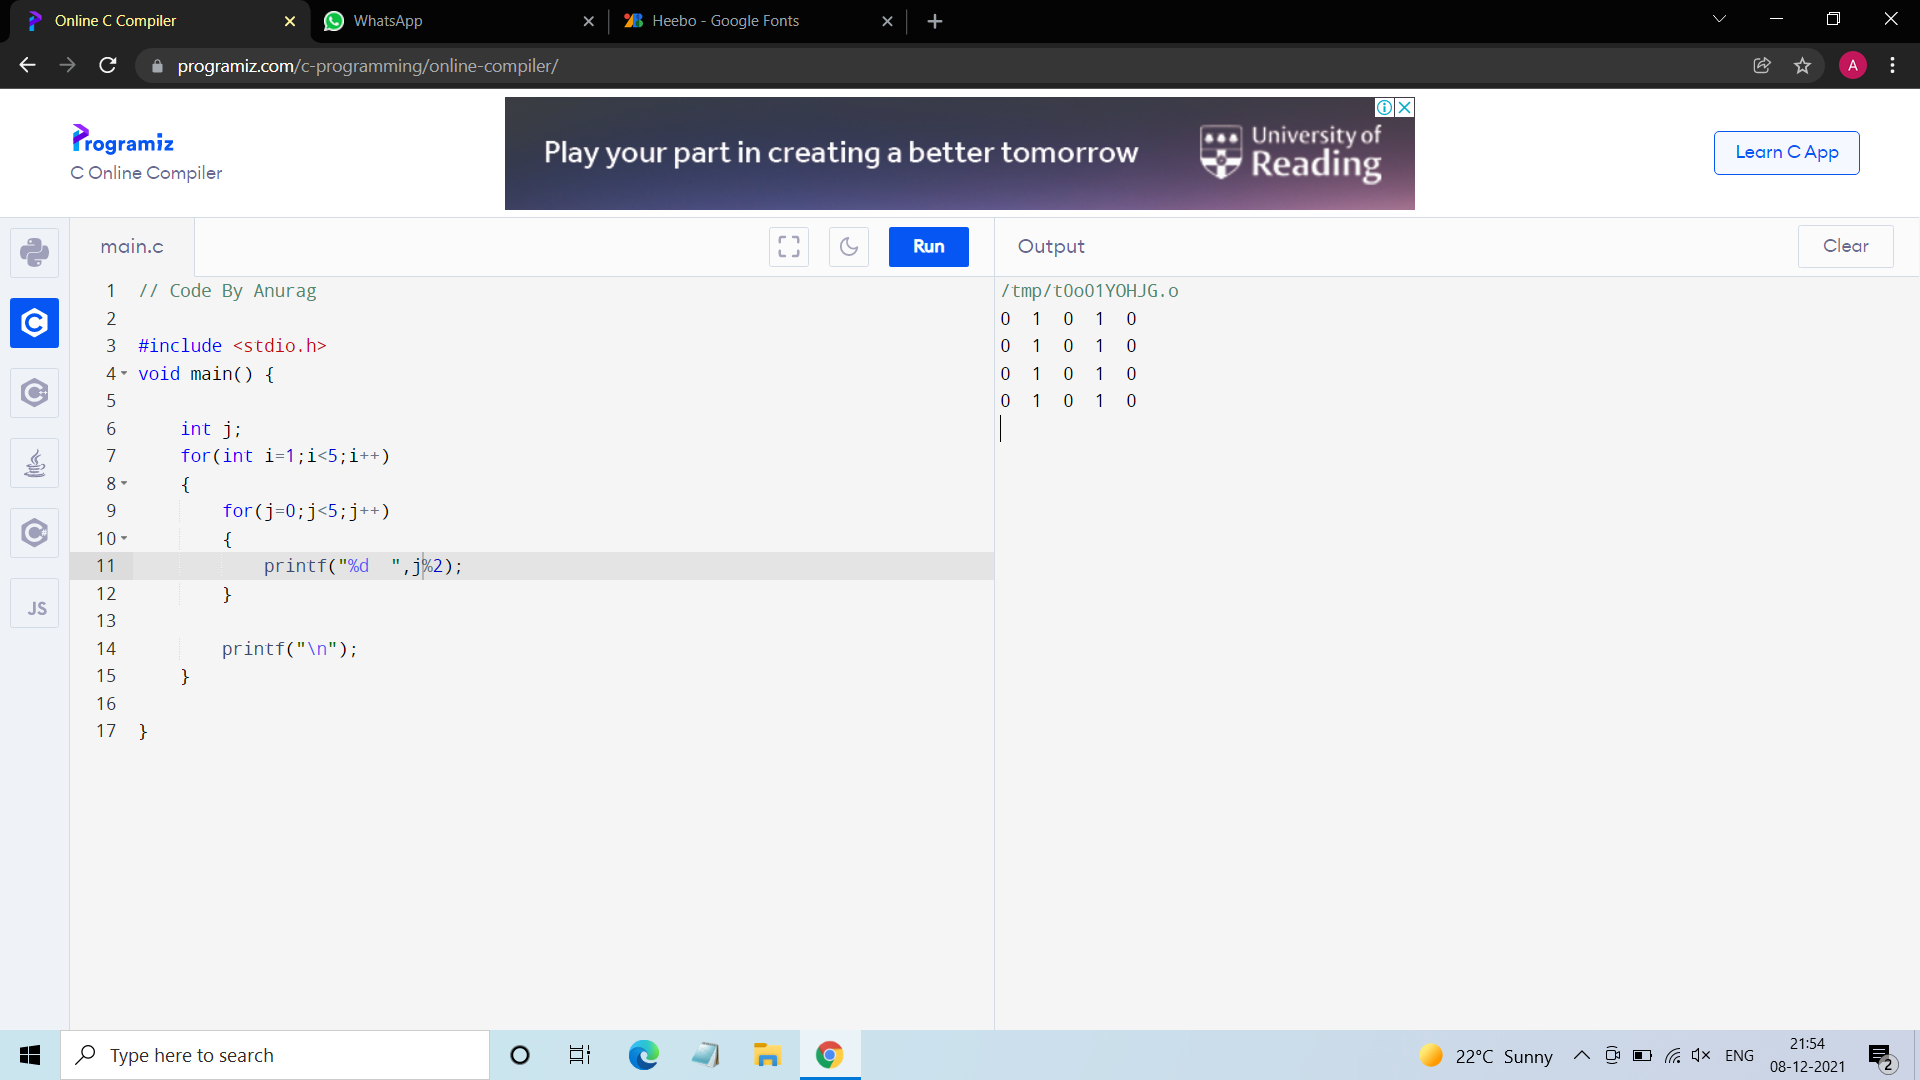 Online C Compiler
WhatsApp
Heebo - Google Fonts
programiz.com/c-programming/online-compiler/
A
Programiz
C Online Compiler
Play your part in creating a better tomorrow
University of
Reading
Learn C App
main.c
Run
Output
Clear
1 // Code By Anurag
2
3 #include <stdio.h>
4 void main() {
5
6 int j;
7 for(int i=1;i<5;i++)
8 {
9 for(j=0;j<5;j++)
10 {
11 printf("%d  ",j%2);
12 }
13
14 printf("\n");
15 }
16
17 }
/tmp/tOo01YOHJG.o
0 1 0 1 0
0 1 0 1 0
0 1 0 1 0
0 1 0 1 0
JS
Type here to search
22°C Sunny
ENG
21:54
08-12-2021
2